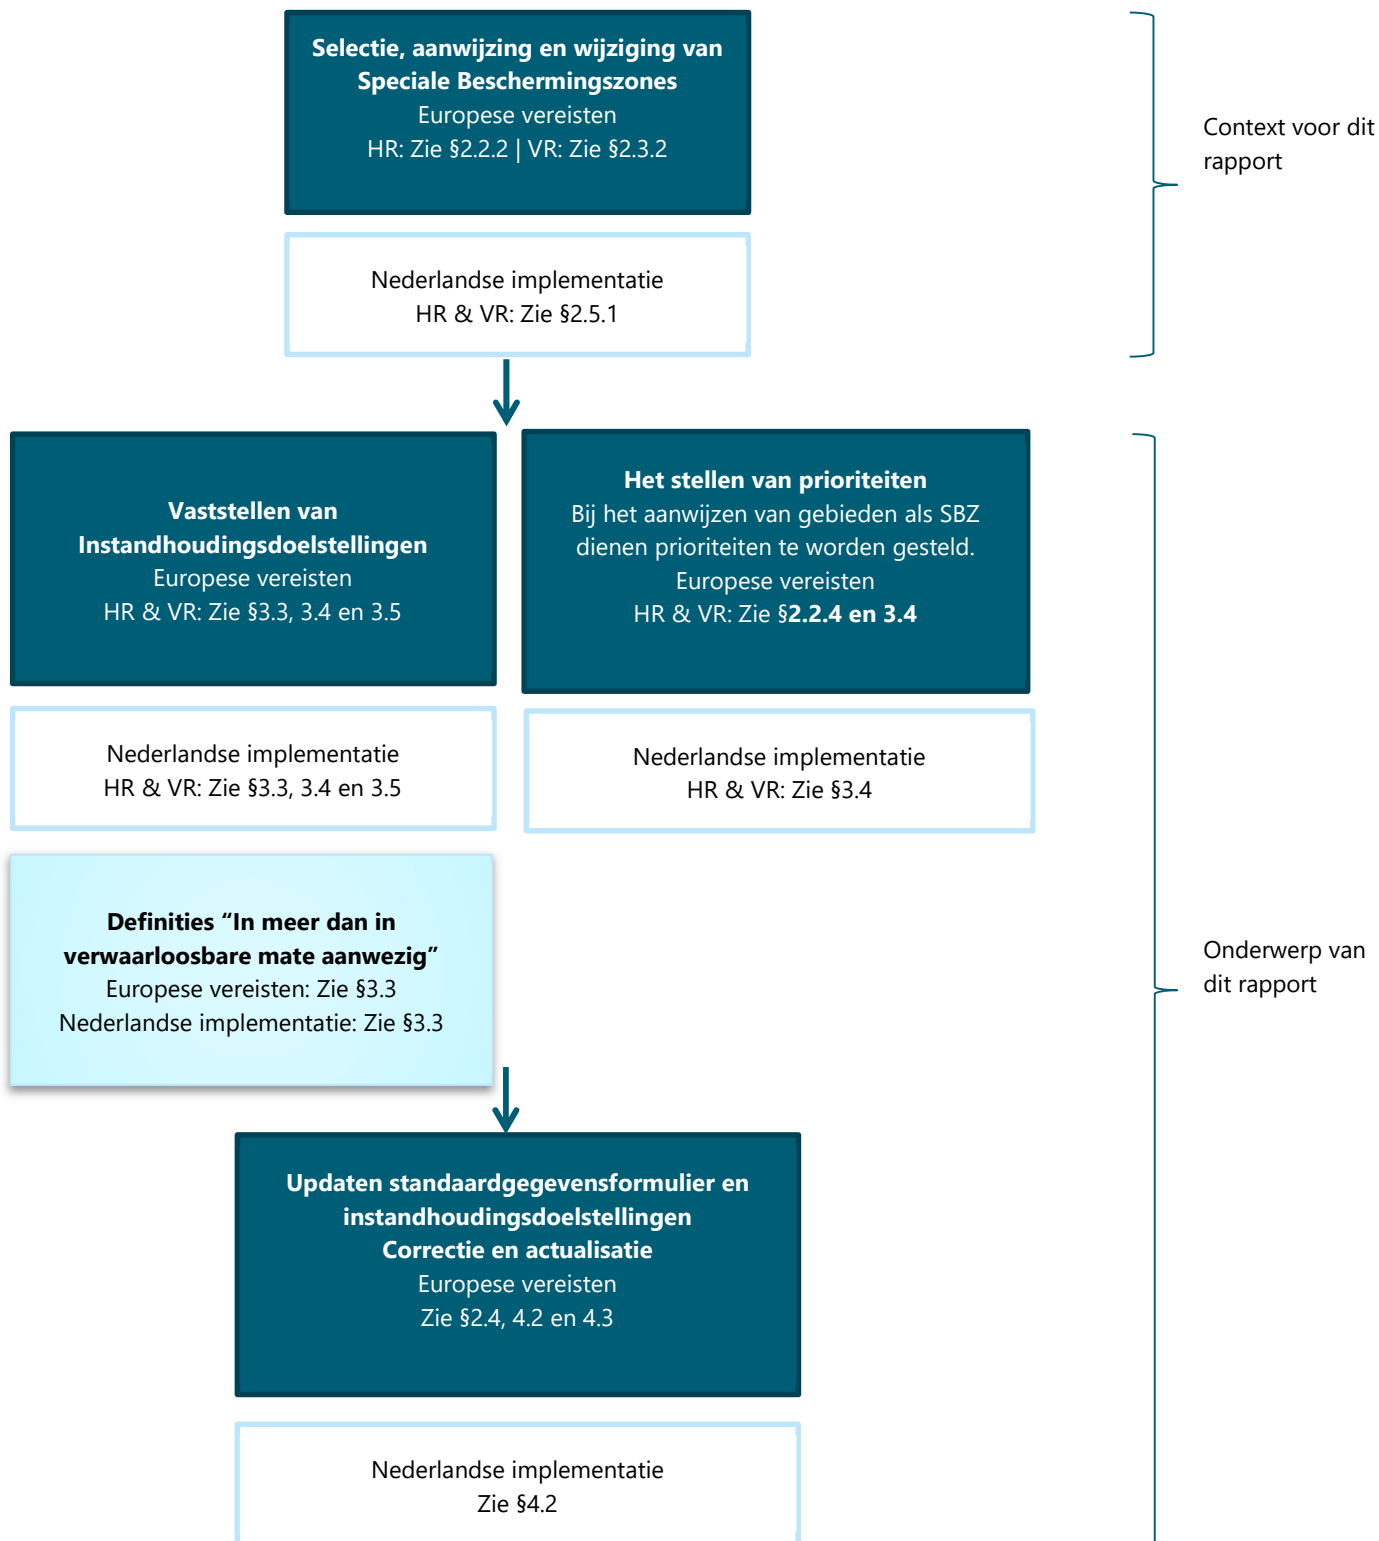 Selectie, aanwijzing en wijziging van
Speciale Beschermingszones
Europese vereisten
HR: Zie §2.2.2 | VR: Zie §2.3.2
Context voor dit
rapport
Nederlandse implementatie
HR & VR: Zie §2.5.1
Vaststellen van
Instandhoudingsdoelstellingen
Europese vereisten
HR & VR: Zie §3.3, 3.4 en 3.5
Het stellen van prioriteiten
Bij het aanwijzen van gebieden als SBZ
dienen prioriteiten te worden gesteld.
Europese vereisten
HR & VR: Zie §2.2.4 en 3.4
Nederlandse implementatie
HR & VR: Zie §3.3, 3.4 en 3.5
Nederlandse implementatie
HR & VR: Zie §3.4
Definities “In meer dan in
verwaarloosbare mate aanwezig”
Europese vereisten: Zie §3.3
Nederlandse implementatie: Zie §3.3
Onderwerp van
dit rapport
Updaten standaardgegevensformulier en
instandhoudingsdoelstellingen
Correctie en actualisatie
Europese vereisten
Zie §2.4, 4.2 en 4.3
Nederlandse implementatie
Zie §4.2